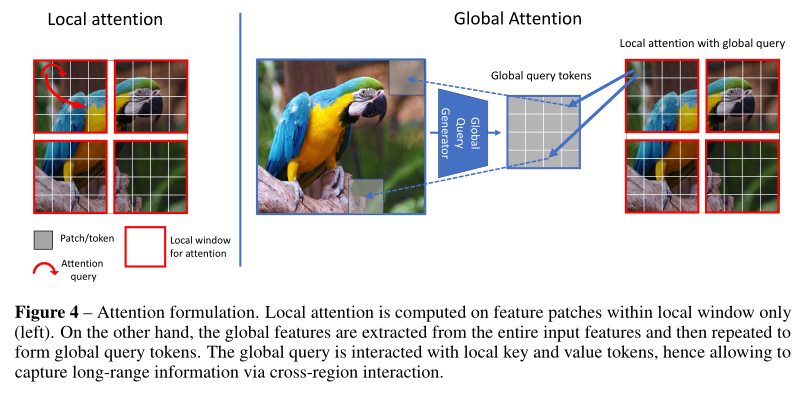 Local attention
Global Attention
Local attention with global query
Global query tokens
Global
Query
Generator
Patch/token
Attention
query
Local window
for attention
Figure 4 – Attention formulation. Local attention is computed on feature patches within local window only
(left). On the other hand, the global features are extracted from the entire input features and then repeated to
form global query tokens. The global query is interacted with local key and value tokens, hence allowing to
capture long-range information via cross-region interaction.